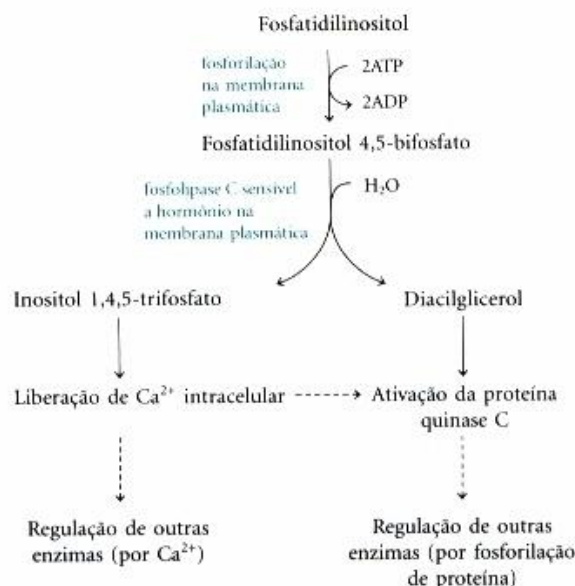 Fosfatidilinositol
fosforilação
na membrana
plasmática
2ATP
2ADP
Fosfatidilinositol 4,5-bifosfato
fosfolipase C sensível
a hormônio na
membrana plasmática
H₂O
Inositol 1,4,5-trifosfato
Diacilglicerol
Liberação de Ca²⁺ intracelular
Ativação da proteína
quinase C
Regulação de outras
enzimas (por Ca²⁺)
Regulação de outras
enzimas (por fosforilação
de proteína)